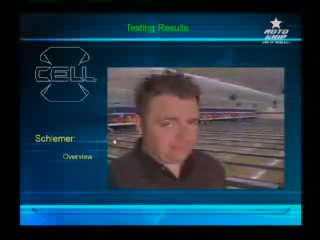 Testing Results
ROTO
GRIP
CELL
Schlemer:
Overview